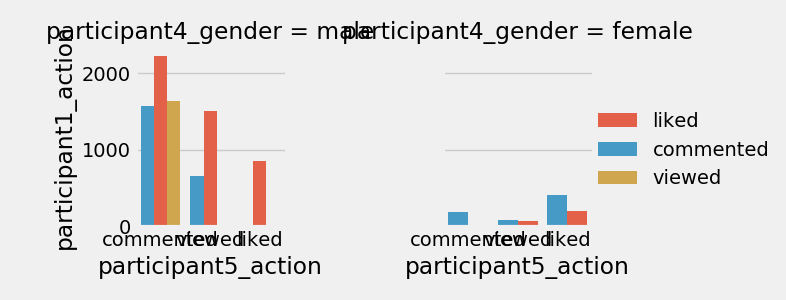 participant4_gender = male
participant4_gender = female
participant1_action
2000
1000
0
commented
viewed
liked
participant5_action
commented
viewed
liked
participant5_action
liked
commented
viewed